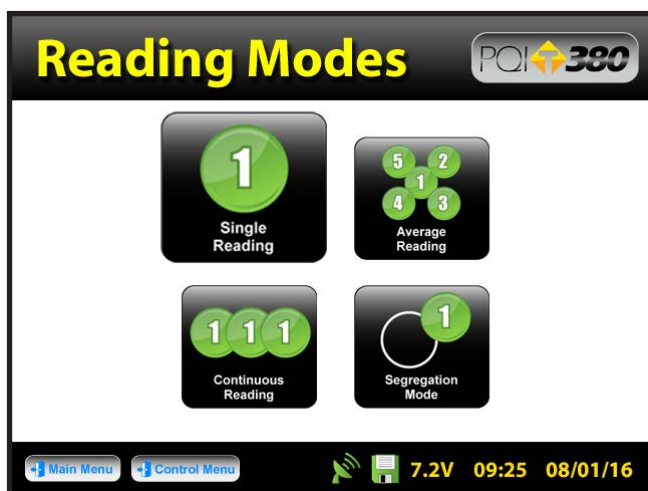 Reading Modes
PQI T 380
1
Single
Reading
5 2
1
4 3
Average
Reading
1 1 1
Continuous
Reading
1
Segregation
Mode
Main Menu
Control Menu
7.2V 09:25 08/01/16